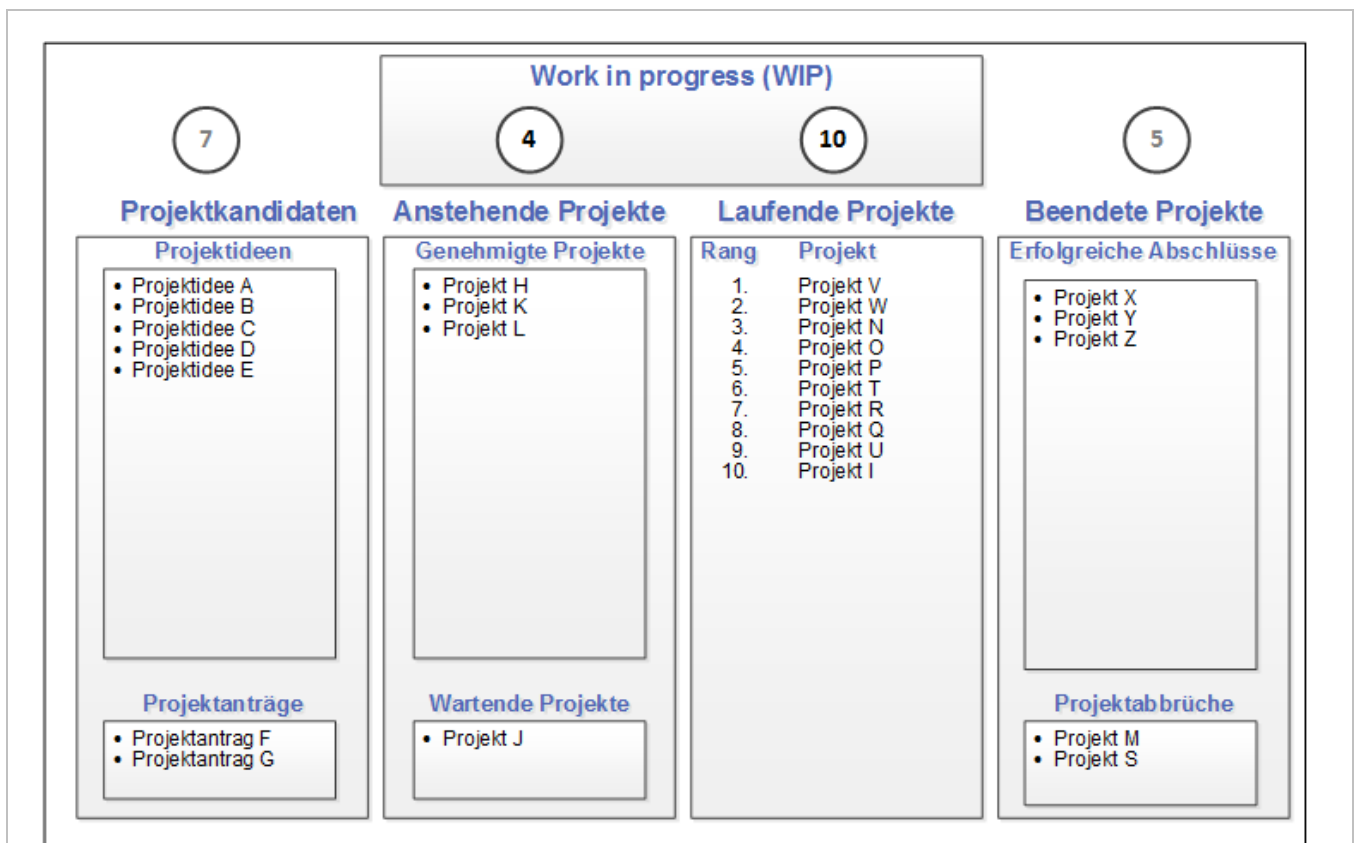 Work in progress (WIP)
7
4
10
5
Projektkandidaten
Anstehende Projekte
Laufende Projekte
Beendete Projekte
Projektideen
• Projektidee A
• Projektidee B
• Projektidee C
• Projektidee D
• Projektidee E
Projektanträge
• Projektantrag F
• Projektantrag G
Genehmigte Projekte
• Projekt H
• Projekt K
• Projekt L
Wartende Projekte
• Projekt J
Rang Projekt
1. Projekt V
2. Projekt W
3. Projekt N
4. Projekt O
5. Projekt P
6. Projekt T
7. Projekt R
8. Projekt Q
9. Projekt U
10. Projekt I
Erfolgreiche Abschlüsse
• Projekt X
• Projekt Y
• Projekt Z
Projektabbrüche
• Projekt M
• Projekt S